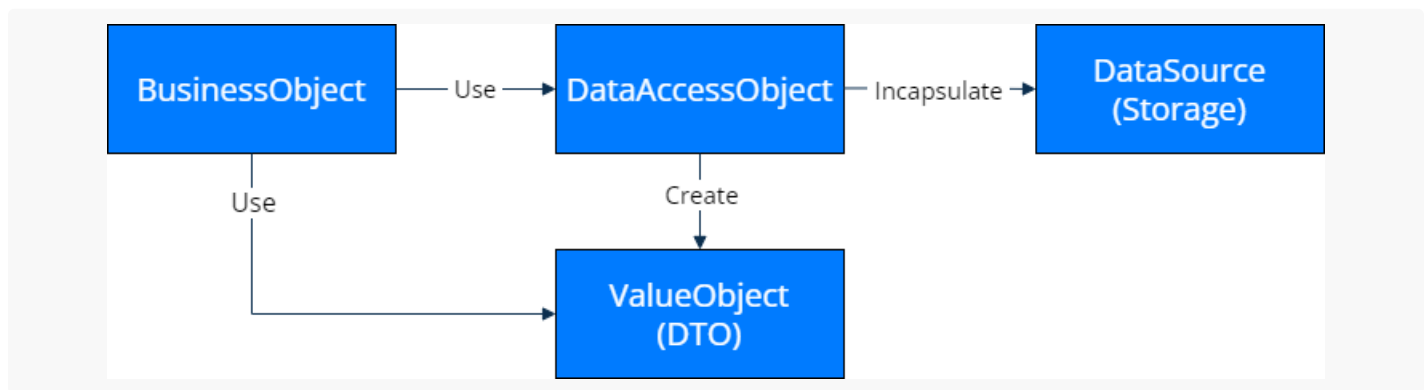 BusinessObject
Use
DataAccessObject
Incapsulate
DataSource
(Storage)
Use
Create
ValueObject
(DTO)